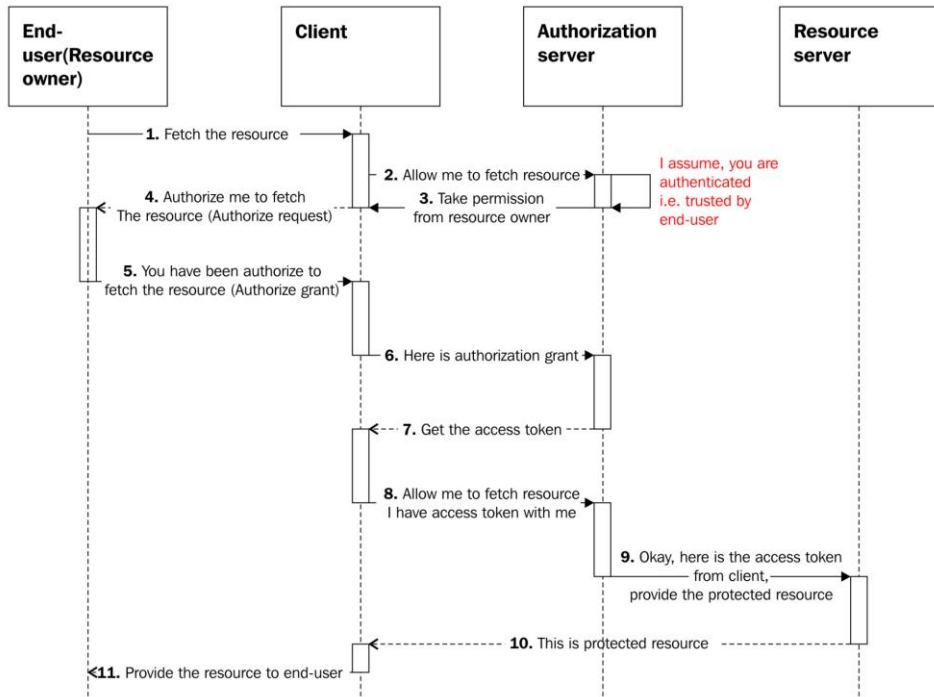 End-
user(Resource
owner)
Client
Authorization
server
Resource
server
1. Fetch the resource
2. Allow me to fetch resource
I assume, you are
authenticated
i.e. trusted by
end-user
3. Take permission
from resource owner
4. Authorize me to fetch
The resource (Authorize request)
5. You have been authorize to
fetch the resource (Authorize grant)
6. Here is authorization grant
7. Get the access token
8. Allow me to fetch resource
I have access token with me
9. Okay, here is the access token
from client,
provide the protected resource
10. This is protected resource
11. Provide the resource to end-user